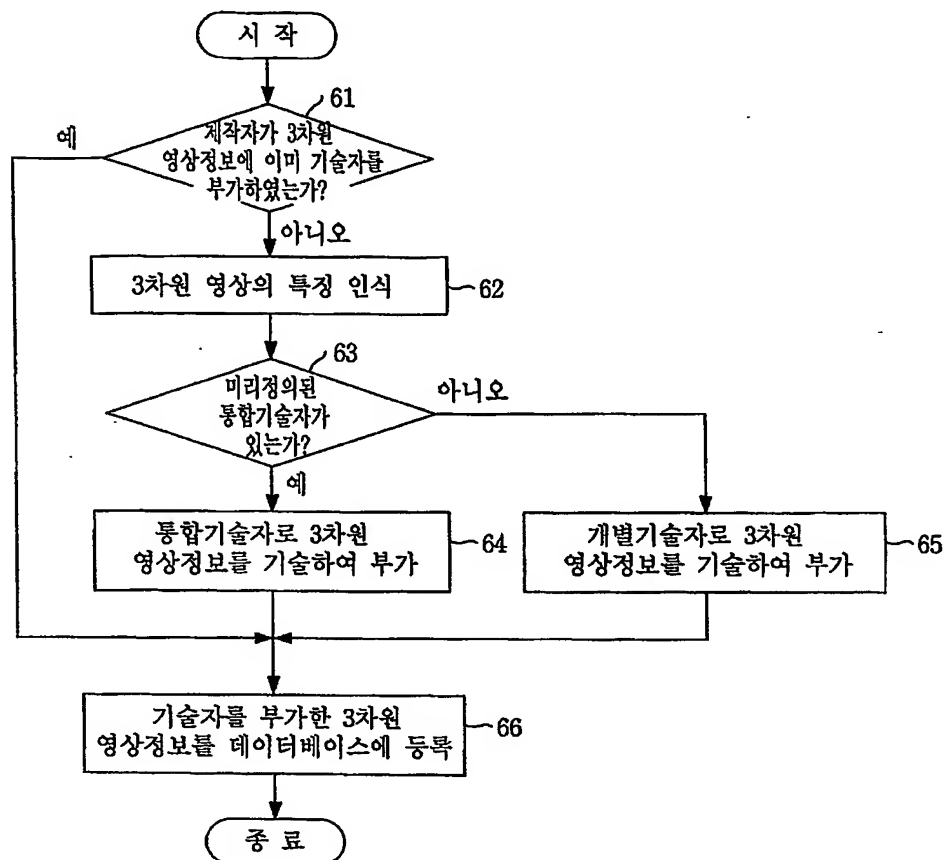 시 작
61
제작자가 3차원
영상정보에 이미 기술자를
부가하였는가?
예
아니오
3차원 영상의 특징 인식
62
63
미리정의된
통합기술자가
있는가?
아니오
예
통합기술자로 3차원
영상정보를 기술하여 부가
64
개별기술자로 3차원
영상정보를 기술하여 부가
65
기술자를 부가한 3차원
영상정보를 데이터베이스에 등록
66
종 료